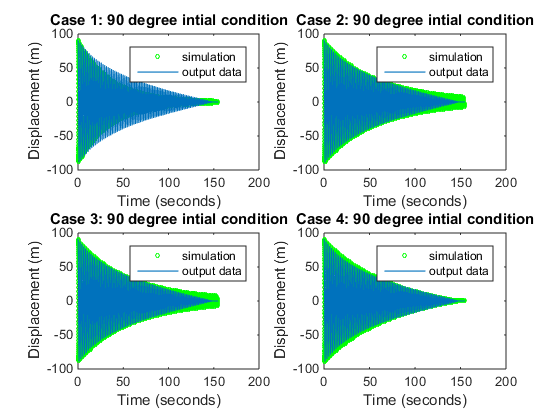 Case 1: 90 degree intial condition
Case 2: 90 degree intial condition
100
50
0
-50
-100
Displacement (m)
simulation
output data
0 50 100 150 200
Time (seconds)
100
50
0
-50
-100
Displacement (m)
simulation
output data
0 50 100 150 200
Time (seconds)
Case 3: 90 degree intial condition
Case 4: 90 degree intial condition
100
50
0
-50
-100
Displacement (m)
simulation
output data
0 50 100 150 200
Time (seconds)
100
50
0
-50
-100
Displacement (m)
simulation
output data
0 50 100 150 200
Time (seconds)